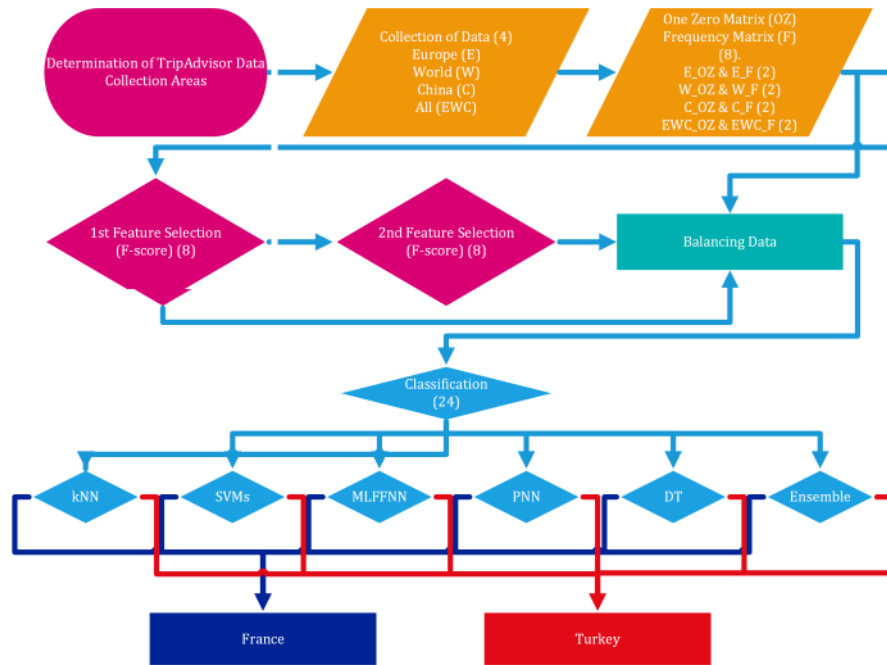 Determination of TripAdvisor Data
Collection Areas
Collection of Data (4)
Europe (E)
World (W)
China (C)
All (EWC)
One Zero Matrix (OZ)
Frequency Matrix (F)
(8).
E_OZ & E_F (2)
W_OZ & W_F (2)
C_OZ & C_F (2)
EWC_OZ & EWC_F (2)
1st Feature Selection
(F-score) (8)
2nd Feature Selection
(F-score) (8)
Balancing Data
Classification
(24)
kNN
SVMs
MLFFNN
PNN
DT
Ensemble
France
Turkey